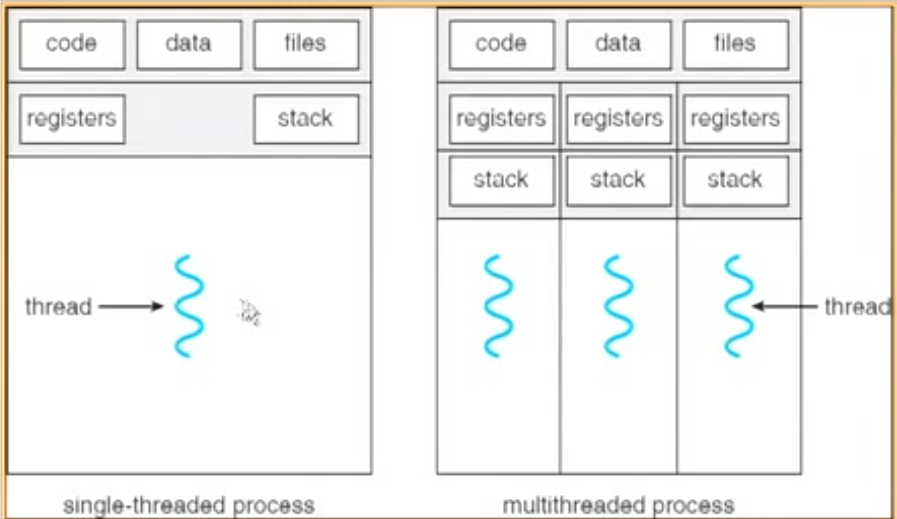 code data files
registers stack
thread
single-threaded process
code data files
registers registers registers
stack stack stack
thread
multithreaded process